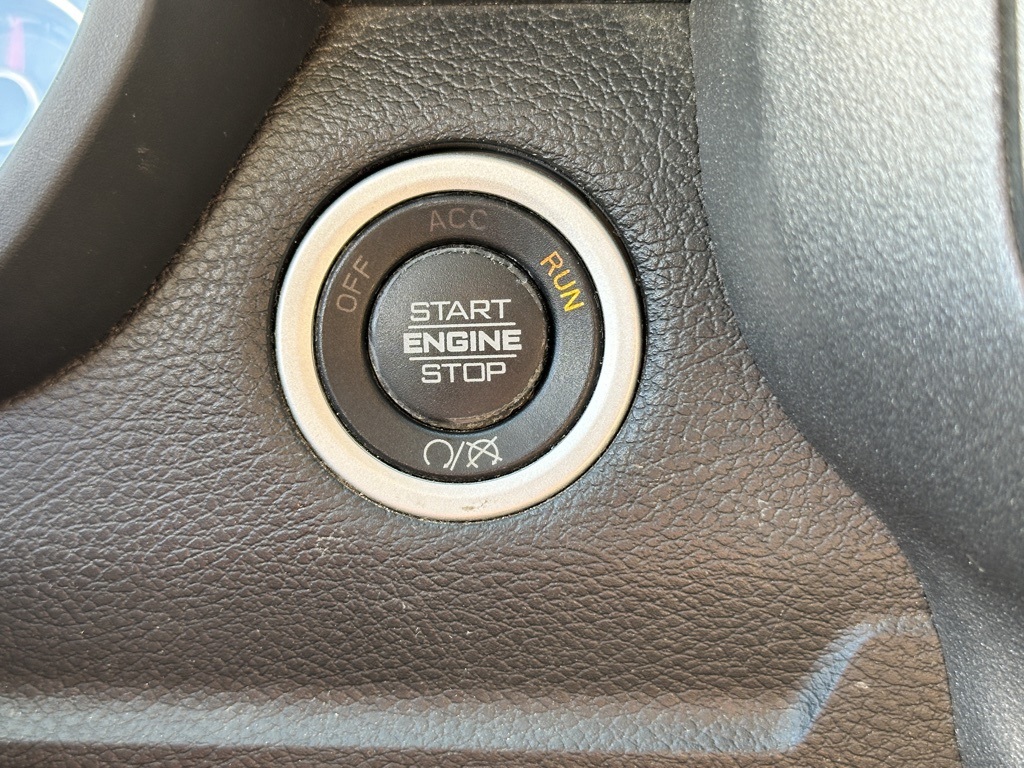 ACC
OFF
RUN
START
ENGINE
STOP